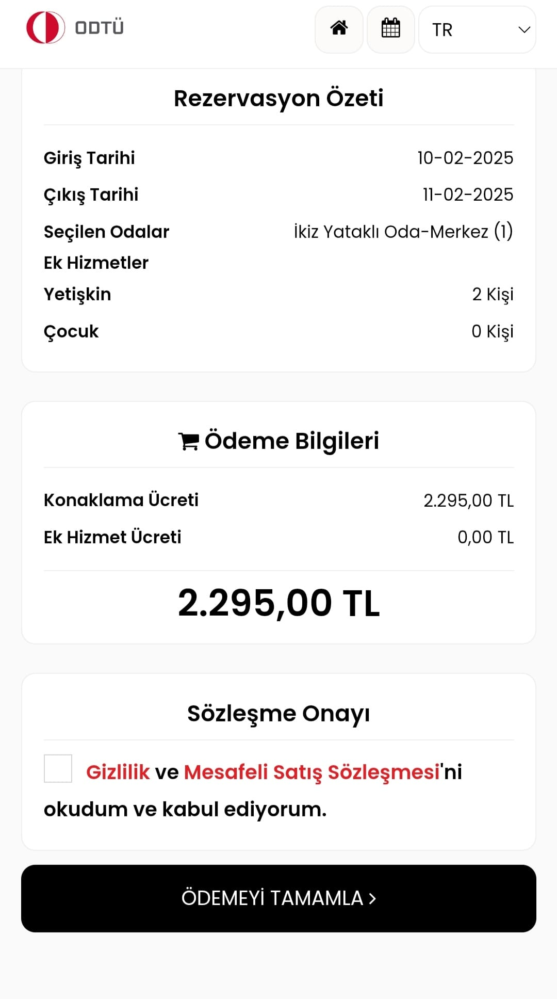 ODTÜ
TR
Rezervasyon Özeti
Giriş Tarihi 10-02-2025
Çıkış Tarihi 11-02-2025
Seçilen Odalar İkiz Yataklı Oda-Merkez (1)
Ek Hizmetler
Yetişkin 2 Kişi
Çocuk 0 Kişi
Ödeme Bilgileri
Konaklama Ücreti 2.295,00 TL
Ek Hizmet Ücreti 0,00 TL
2.295,00 TL
Sözleşme Onayı
Gizlilik ve Mesafeli Satış Sözleşmesi'ni
okudum ve kabul ediyorum.
ÖDEMEYİ TAMAMLA >